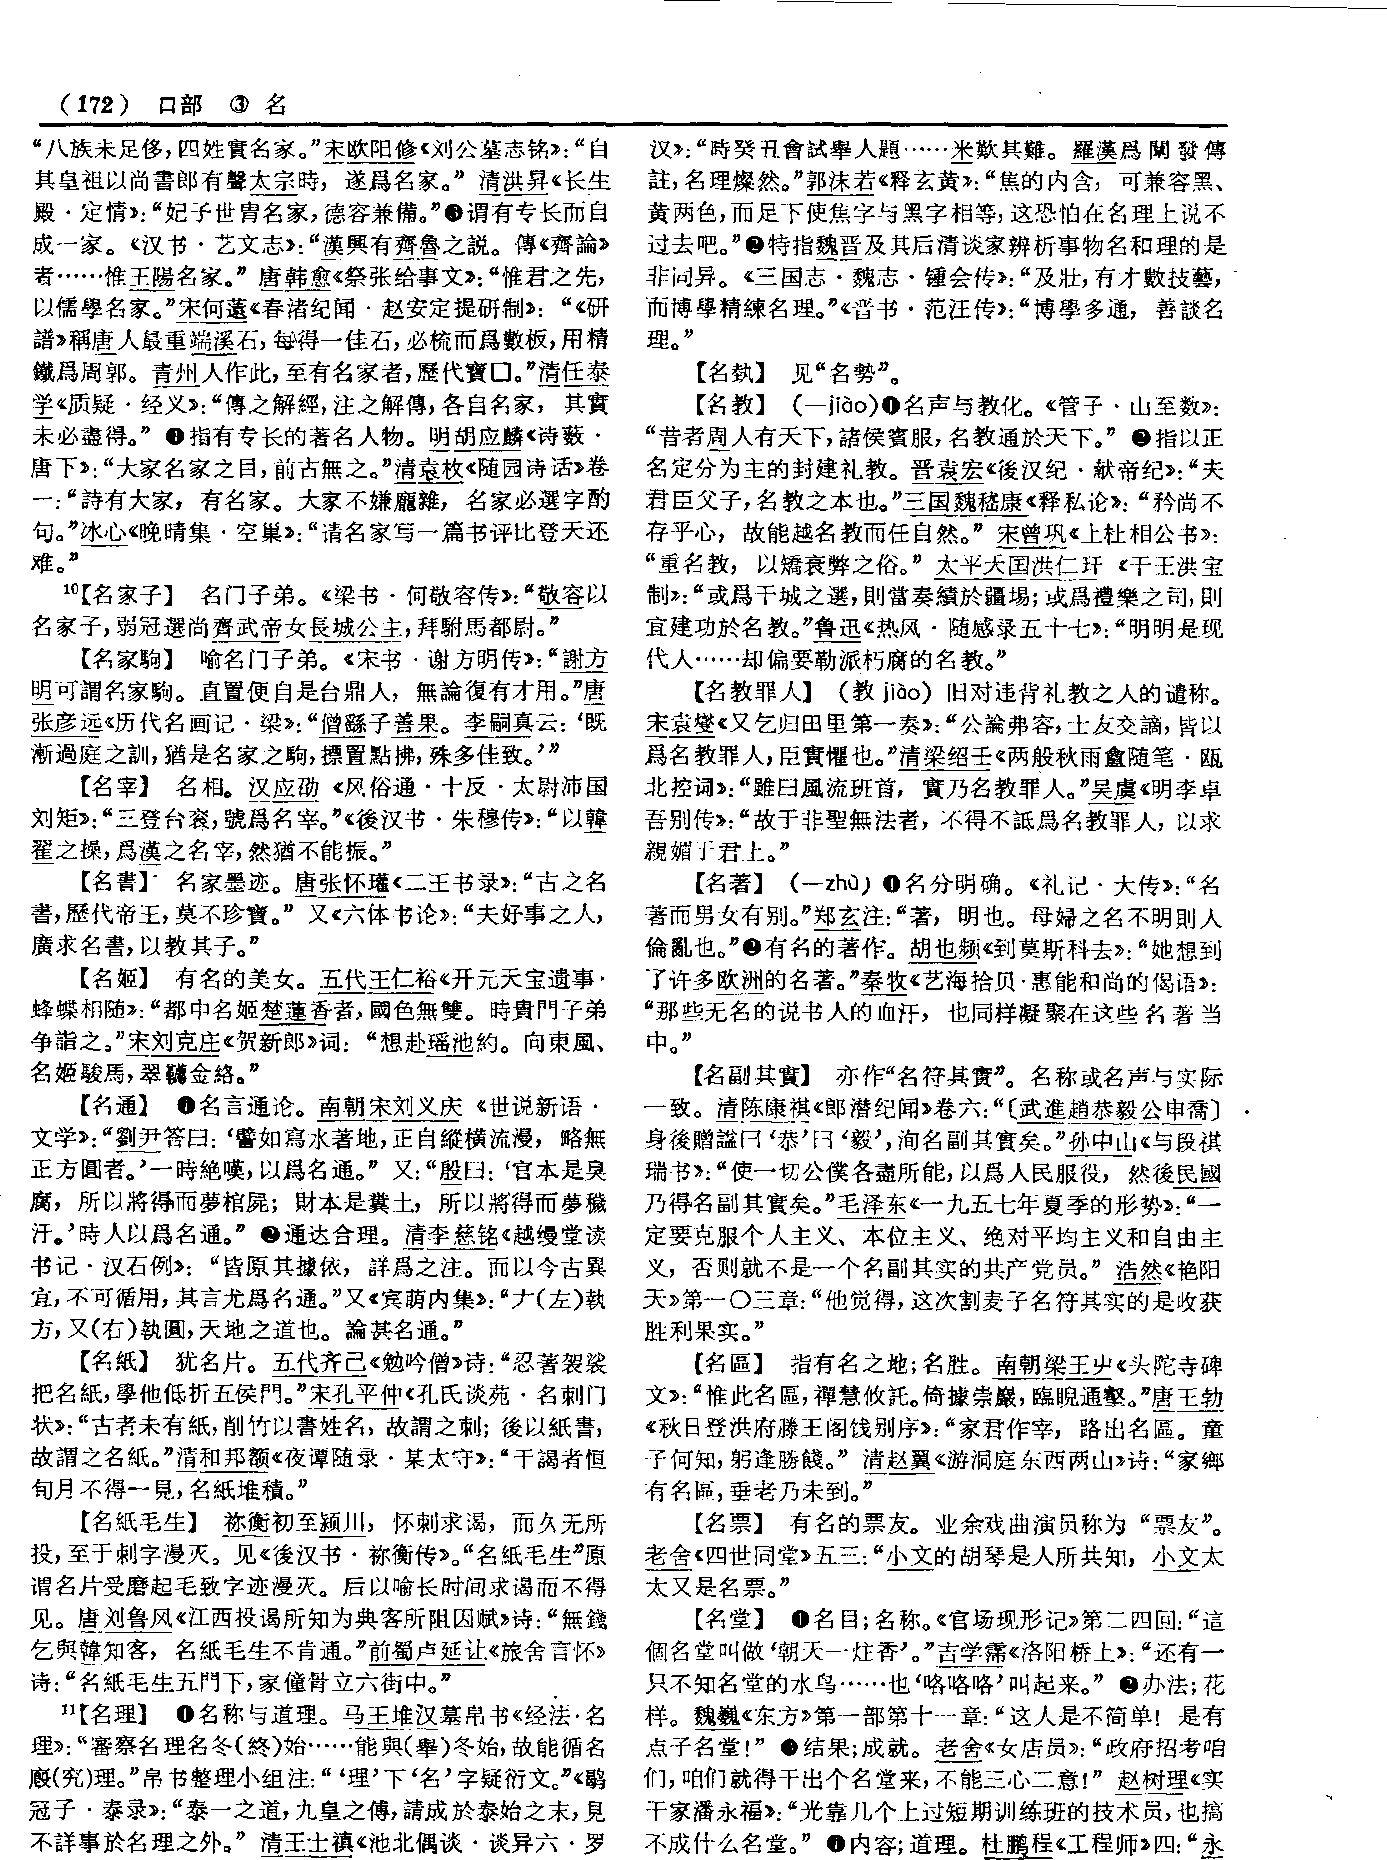 （172） 口部 ③ 名
“八族未足侈，四姓實名家。”宋欧阳修《刘公墓志铭》：“自
其皇祖以尚書郎有聲太宗時， 遂爲名家。” 清洪昇《长生
殿·定情》：“妃子世胄名家，德容兼備。”❸谓有专长而自
成一家。《汉书·艺文志》：“漢興有齊魯之説。傳《齊論》
者……惟王陽名家。” 唐韩愈《祭张给事文》：“惟君之先，
以儒學名家。”宋何薳《春渚纪闻·赵安定提研制》： “《研
譜》稱唐人最重端溪石，每得一佳石，必梳而爲數板，用精
鐵爲周郭。青州人作此，至有名家者，歷代寶囗。”清任泰
学《质疑·经义》：“傳之解經，注之解傳，各自名家， 其實
未必盡得。” ❹指有专长的著名人物。明胡应麟《诗薮·
唐下》：“大家名家之目，前古無之。”清袁枚《随园诗话》卷
一：“詩有大家， 有名家。大家不嫌龐雜， 名家必選字酌
句。”冰心《晚晴集·空巢》：“请名家写一篇书评比登天还
难。”
10【名家子】 名门子弟。《梁书·何敬容传》：“敬容以
名家子，弱冠選尚齊武帝女長城公主，拜駙馬都尉。”
【名家駒】 喻名门子弟。《宋书·谢方明传》：“謝方
明可謂名家駒。直置便自是台鼎人， 無論復有才用。”唐
张彦远《历代名画记·梁》：“僧繇子善果。李嗣真云：‘既
漸過庭之訓，猶是名家之駒，摽置點拂，殊多佳致。’”
【名宰】 名相。汉应劭《风俗通·十反·太尉沛国
刘矩》：“三登台衮，號爲名宰。”《後汉书·朱穆传》：“以韓
翟之操，爲漢之名宰，然猶不能振。”
【名書】 名家墨迹。唐张怀瓘《二王书录》：“古之名
書，歷代帝王，莫不珍寶。” 又《六体书论》：“夫好事之人，
廣求名書，以教其子。”
【名姬】 有名的美女。五代王仁裕《开元天宝遗事·
蜂蝶相随》：“都中名姬楚蓮香者，國色無雙。時貴門子弟
争詣之。”宋刘克庄《贺新郎》词： “想赴瑶池約。向東風、
名姬駿馬，翠韉金絡。”
【名通】 ❶名言通论。南朝宋刘义庆《世说新语·
文学》：“劉尹答曰：‘譬如寫水著地，正自縱横流漫， 略無
正方圓者。’一時絶嘆，以爲名通。” 又：“殷曰：‘官本是臭
腐， 所以將得而夢棺屍； 財本是糞土， 所以將得而夢穢
汙。’時人以爲名通。” ❷通达合理。清李慈铭《越缦堂读
书记·汉石例》： “皆原其據依， 詳爲之注。而以今古異
宜，不可循用，其言尤爲名通。”又《宾萌内集》：“𠂇（左）執
方，又（右）執圓，天地之道也。論甚名通。”
【名紙】 犹名片。五代齐己《勉吟僧》诗：“忍著袈裟
把名紙，學他低折五侯門。”宋孔平仲《孔氏谈苑·名刺门
状》：“古者未有紙，削竹以書姓名，故謂之刺；後以紙書，
故謂之名紙。”清和邦额《夜谭随录·某太守》：“干謁者恒
旬月不得一見，名紙堆積。”
【名紙毛生】 祢衡初至颍川， 怀刺求谒， 而久无所
投，至于刺字漫灭。见《後汉书·祢衡传》。“名紙毛生”原
谓名片受磨起毛致字迹漫灭。后以喻长时间求谒而不得
见。唐刘鲁风《江西投谒所知为典客所阻因赋》诗：“無錢
乞與韓知客， 名紙毛生不肯通。”前蜀卢延让《旅舍言怀》
诗：“名紙毛生五門下，家僮骨立六街中。”
11【名理】 ❶名称与道理。马王堆汉墓帛书《经法·名
理》：“審察名理名冬（終）始……能與（舉）冬始，故能循名
廄（究）理。”帛书整理小组注：“‘理’下‘名’字疑衍文。”《鹖
冠子·泰录》：“泰一之道，九皇之傅，請成於泰始之末，見
不詳事於名理之外。” 清王士禛《池北偶谈·谈异六·罗
汉》：“時癸丑會試舉人題……米歎其難。羅漢爲闡發傳
註，名理燦然。”郭沫若《释玄黄》：“焦的内含， 可兼容黑、
黄两色，而足下使焦字与黑字相等，这恐怕在名理上说不
过去吧。”❷特指魏晋及其后清谈家辨析事物名和理的是
非同异。《三国志·魏志·锺会传》：“及壯，有才數技藝，
而博學精練名理。”《晋书·范汪传》：“博學多通， 善談名
理。”
【名埶】 见“名勢”。
【名教】 （—jiào）❶名声与教化。《管子·山至数》：
“昔者周人有天下，諸侯賓服，名教通於天下。” ❷指以正
名定分为主的封建礼教。晋袁宏《後汉纪·献帝纪》：“夫
君臣父子，名教之本也。”三国魏嵇康《释私论》：“矜尚不
存乎心， 故能越名教而任自然。” 宋曾巩《上杜相公书》：
“重名教， 以矯衰弊之俗。” 太平天囯洪仁玕《干王洪宝
制》：“或爲干城之選，則當奏績於疆埸；或爲禮樂之司，則
宜建功於名教。”鲁迅《热风·随感录五十七》：“明明是现
代人……却偏要勒派朽腐的名教。”
【名教罪人】 （教 jiào） 旧对违背礼教之人的谴称。
宋袁燮《又乞归田里第一奏》：“公論弗容，士友交讁，皆以
爲名教罪人，臣實懼也。”清梁绍壬《两般秋雨盦随笔·瓯
北控词》：“雖曰風流班首， 實乃名教罪人。”吴虞《明李卓
吾别传》：“故于非聖無法者，不得不詆爲名教罪人，以求
親媚于君上。”
【名著】 （—zhù）❶名分明确。《礼记·大传》：“名
著而男女有别。”郑玄注：“著， 明也。母婦之名不明則人
倫亂也。”❷有名的著作。胡也频《到莫斯科去》：“她想到
了许多欧洲的名著。”秦牧《艺海拾贝·惠能和尚的偈语》：
“那些无名的说书人的血汗， 也同样凝聚在这些名著当
中。”
【名副其實】 亦作“名符其實”。名称或名声与实际
一致。清陈康祺《郎潜纪闻》卷六：“〔武進趙恭毅公申喬〕
身後贈謚曰‘恭’曰‘毅’，洵名副其實矣。”孙中山《与段祺
瑞书》：“使一切公僕各盡所能，以爲人民服役， 然後民國
乃得名副其實矣。”毛泽东《一九五七年夏季的形势》：“一
定要克服个人主义、本位主义、绝对平均主义和自由主
义， 否则就不是一个名副其实的共产党员。” 浩然《艳阳
天》第一〇三章：“他觉得，这次割麦子名符其实的是收获
胜利果实。”
【名區】 指有名之地；名胜。南朝梁王屮《头陀寺碑
文》：“惟此名區，禪慧攸託。倚據崇巖，臨睨通壑。”唐王勃
《秋日登洪府滕王阁饯别序》：“家君作宰， 路出名區。童
子何知，躬逢勝餞。” 清赵翼《游洞庭东西两山》诗：“家鄉
有名區，垂老乃未到。”
【名票】 有名的票友。业余戏曲演员称为“票友”。
老舍《四世同堂》五三：“小文的胡琴是人所共知， 小文太
太又是名票。”
【名堂】 ❶名目；名称。《官场现形记》第二四回：“這
個名堂叫做‘朝天一炷香’。”吉学霈《洛阳桥上》：“还有一
只不知名堂的水鸟……也‘咯咯咯’叫起来。” ❷办法；花
样。魏巍《东方》第一部第十一章：“这人是不简单！是有
点子名堂！” ❸结果；成就。老舍《女店员》：“政府招考咱
们，咱们就得干出个名堂来，不能三心二意！” 赵树理《实
干家潘永福》：“光靠几个上过短期训练班的技术员，也搞
不成什么名堂。” ❹内容；道理。杜鹏程《工程师》四：“永